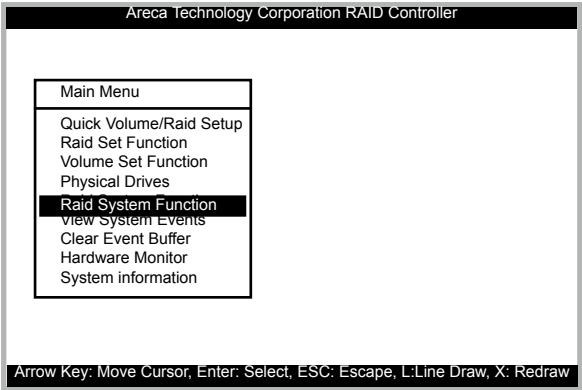 Areca Technology Corporation RAID Controller
Main Menu
Quick Volume/Raid Setup
Raid Set Function
Volume Set Function
Physical Drives
Raid System Function
View System Events
Clear Event Buffer
Hardware Monitor
System information
Arrow Key: Move Cursor, Enter: Select, ESC: Escape, L:Line Draw, X: Redraw